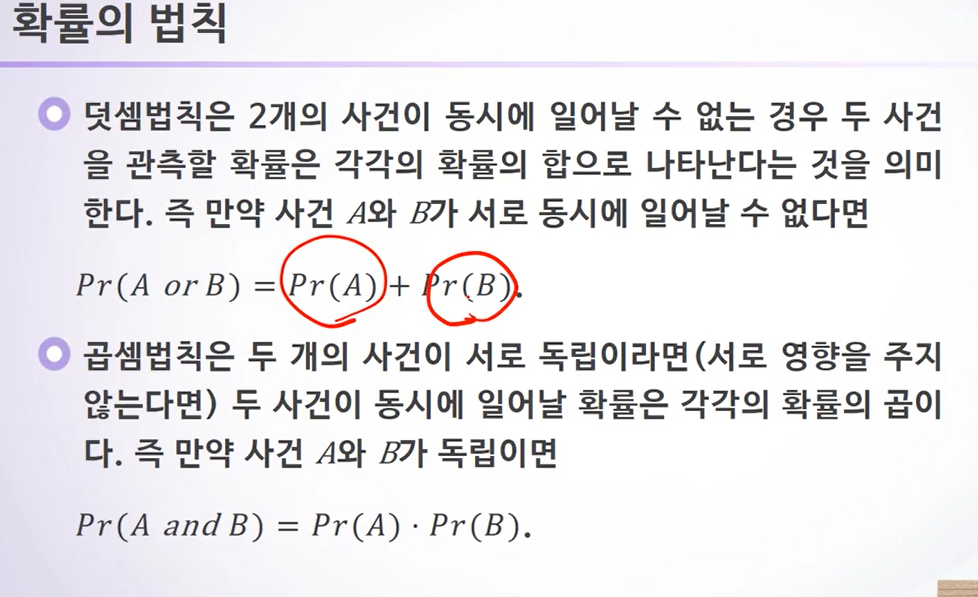 확률의 법칙
덧셈법칙은 2개의 사건이 동시에 일어날 수 없는 경우 두 사건
을 관측할 확률은 각각의 확률의 합으로 나타난다는 것을 의미
한다. 즉 만약 사건 A와 B가 서로 동시에 일어날 수 없다면
Pr(A or B) = Pr(A) + Pr(B).
곱셈법칙은 두 개의 사건이 서로 독립이라면(서로 영향을 주지
않는다면) 두 사건이 동시에 일어날 확률은 각각의 확률의 곱이
다. 즉 만약 사건 A와 B가 독립이면
Pr(A and B) = Pr(A) · Pr(B).